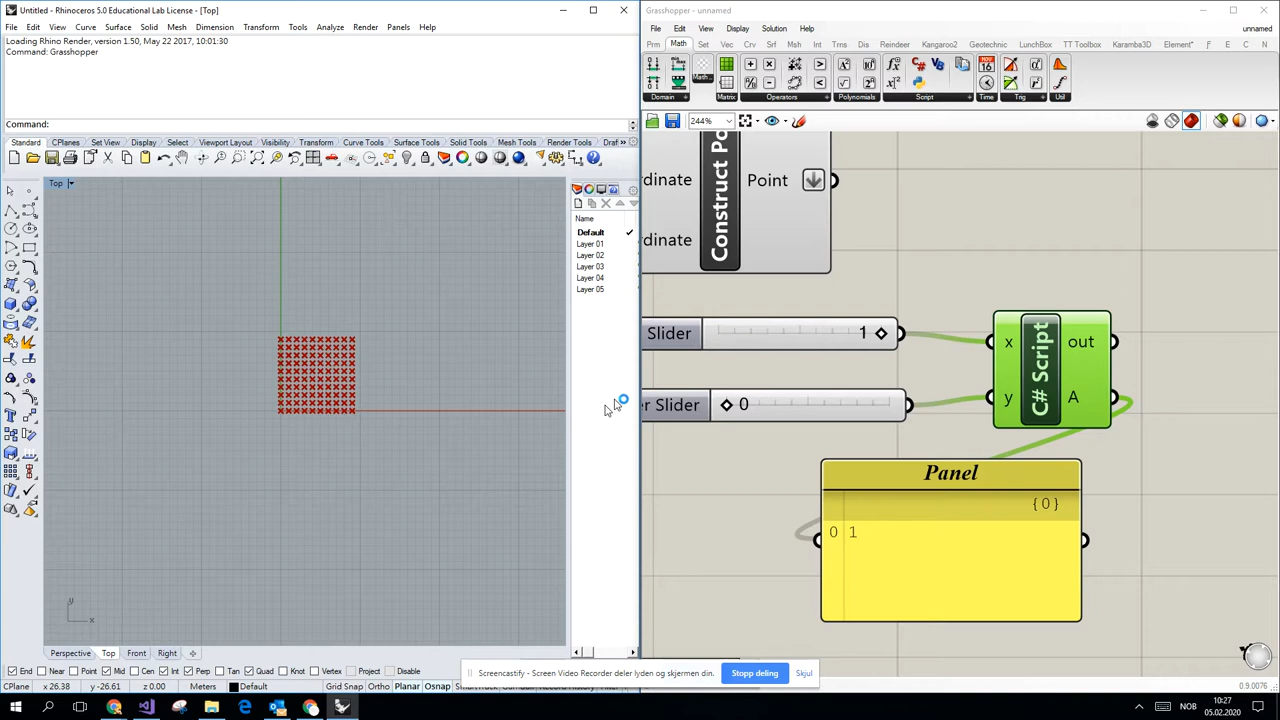 Untitled - Rhinoceros 5.0 Educational Lab License - [Top]
File Edit View Curve Surface Solid Mesh Dimension Transform Tools Analyze Render Panels Help
Loading Rhino Render, version 1.50, May 22 2017, 10:01:30
Command: Grasshopper
Command:
Standard CPlanes Set View Display Select Viewport Layout Visibility Transform Curve Tools Surface Tools Solid Tools Mesh Tools Render Tools
Top
Name
Default
Layer 01
Layer 02
Layer 03
Layer 04
Layer 05
y
x
Perspective Top Front Right
End Near Point Mid Cen Int Perp Tan Quad Knot Vertex Project Disable
CPlane x 26.38 y -26.61 z 0.00 Meters Default Grid Snap Ortho Planar Osnap
Grasshopper - unnamed
File Edit View Display Solution Help unnamed
Prm Math Set Vec Crv Srf Msh Int Trns Dis Reindeer Kangaroo2 Geotechnic LunchBox TT Toolbox Karamba3D Element* E C N
Domain Matrix Operators Polynomials Script Time Trig Util
244%
rdinate
rdinate
Construct Po
Point
Slider 1
er Slider 0
x
y
C# Script
out
A
Panel
{0}
0 1
Screencastify - Screen Video Recorder deler lyden og skjermen din. Stopp deling Skjul
0.9.0076
NOB
10:27
05.02.2020